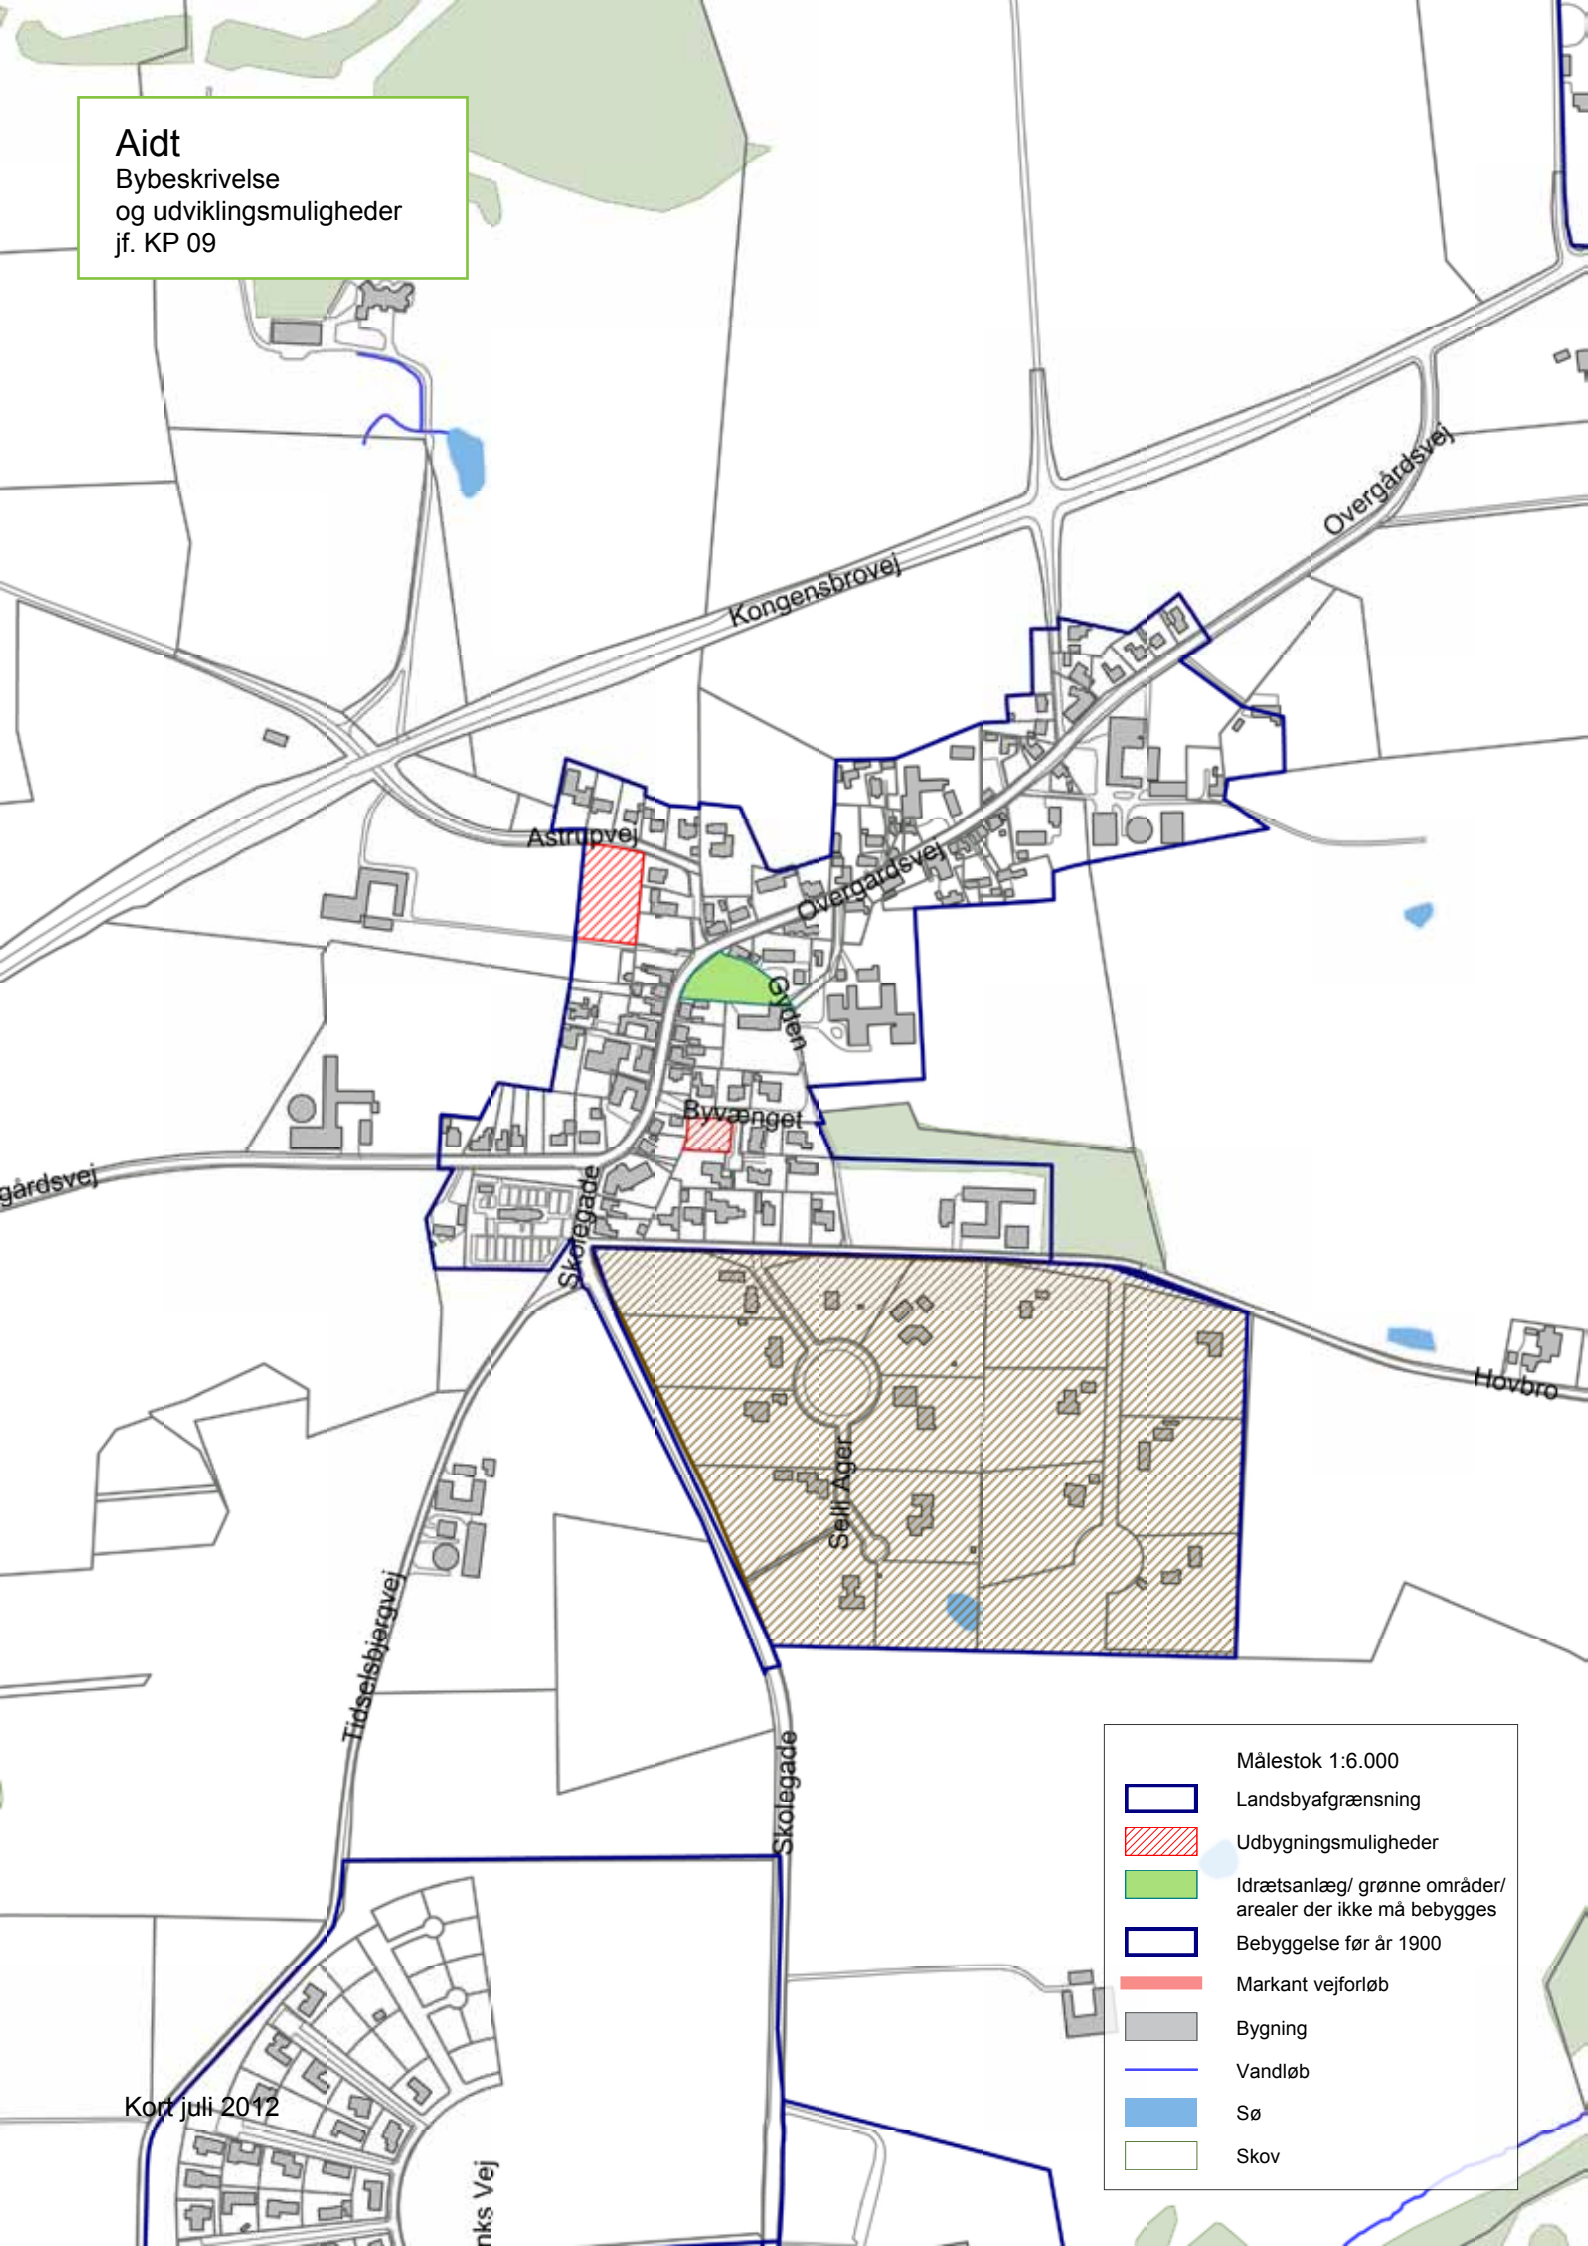 Aidt
Bybeskrivelse
og udviklingsmuligheder
jf. KP 09
Overgårdsvej
Kongensbrovej
Astrupvej
Overgårdsvej
Gyden
Byvænget
gårdsvej
Skolegade
Hovbro
Selli Ager
Tidselsbjergvej
Skolegade
Målestok 1:6.000
Landsbyafgrænsning
Udbygningsmuligheder
Idrætsanlæg/ grønne områder/
arealer der ikke må bebygges
Bebyggelse før år 1900
Markant vejforløb
Bygning
Vandløb
Sø
Skov
Kort juli 2012
nks Vej